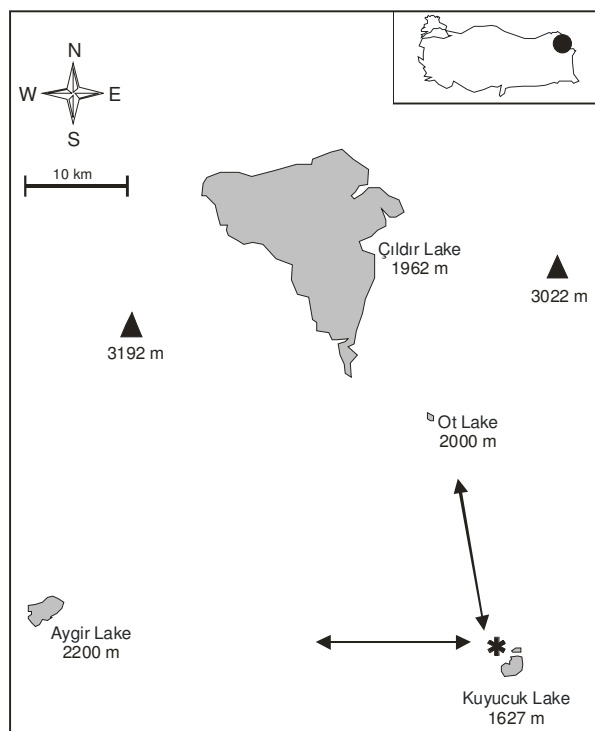 N
W E
S
10 km
Çıldır Lake
1962 m
3022 m
3192 m
Ot Lake
2000 m
Aygir Lake
2200 m
Kuyucuk Lake
1627 m